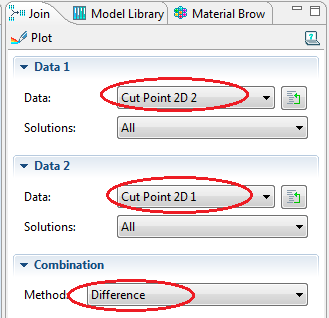 Join Model Library Material Brow
Plot
Data 1
Data: Cut Point 2D 2
Solutions: All
Data 2
Data: Cut Point 2D 1
Solutions: All
Combination
Method: Difference